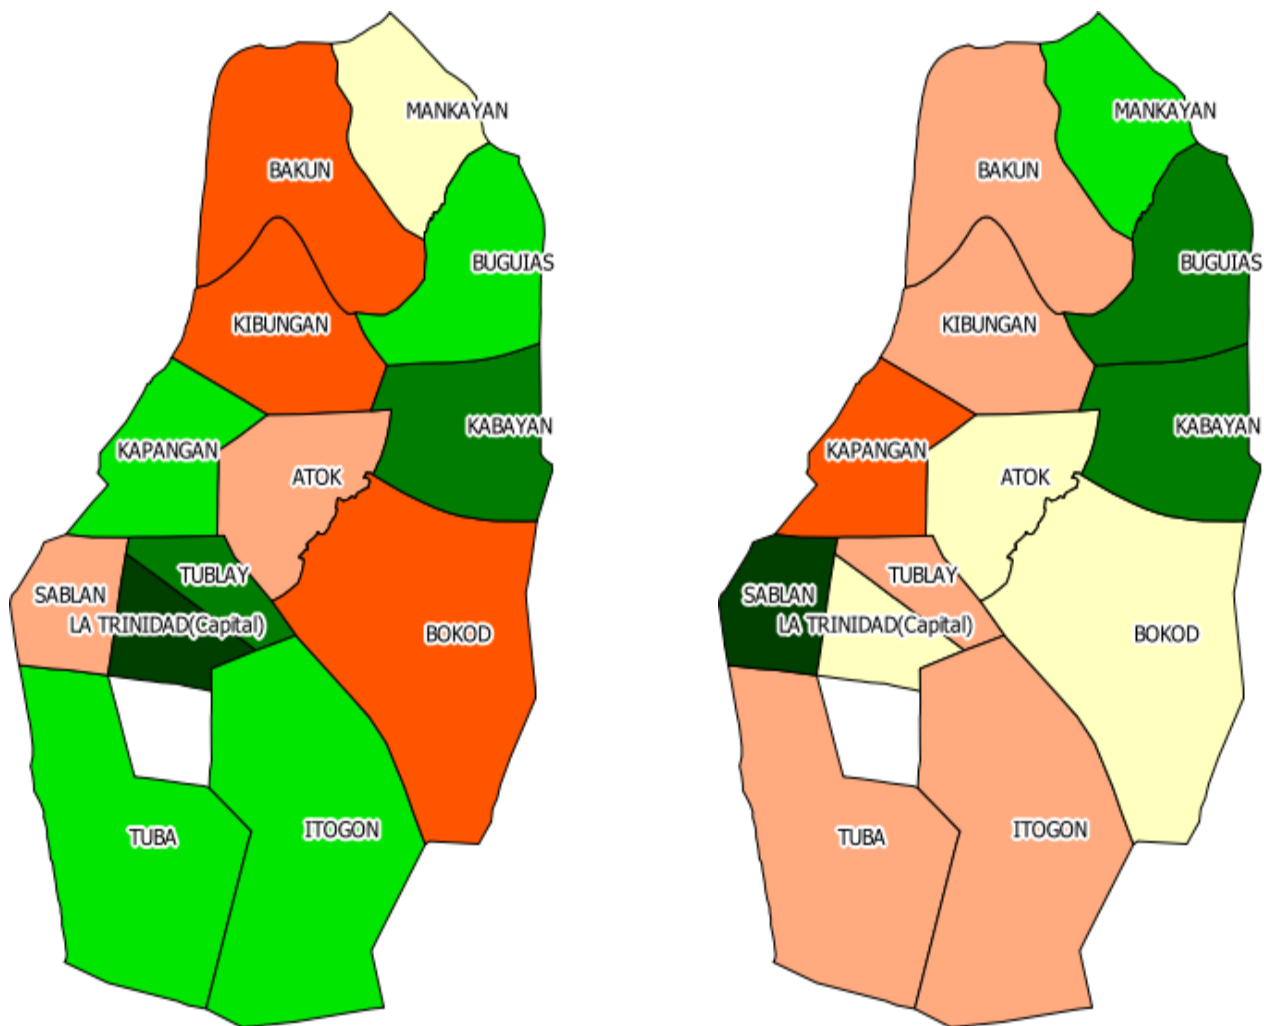 MANKAYAN
BAKUN
BUGUIAS
KIBUNGAN
KABAYAN
KAPANGAN
ATOK
TUBLAY
SABLAN
LA TRINIDAD(Capital)
BOKOD
TUBA
ITOGON
MANKAYAN
BAKUN
BUGUIAS
KIBUNGAN
KABAYAN
KAPANGAN
ATOK
TUBLAY
SABLAN
LA TRINIDAD(Capital)
BOKOD
TUBA
ITOGON